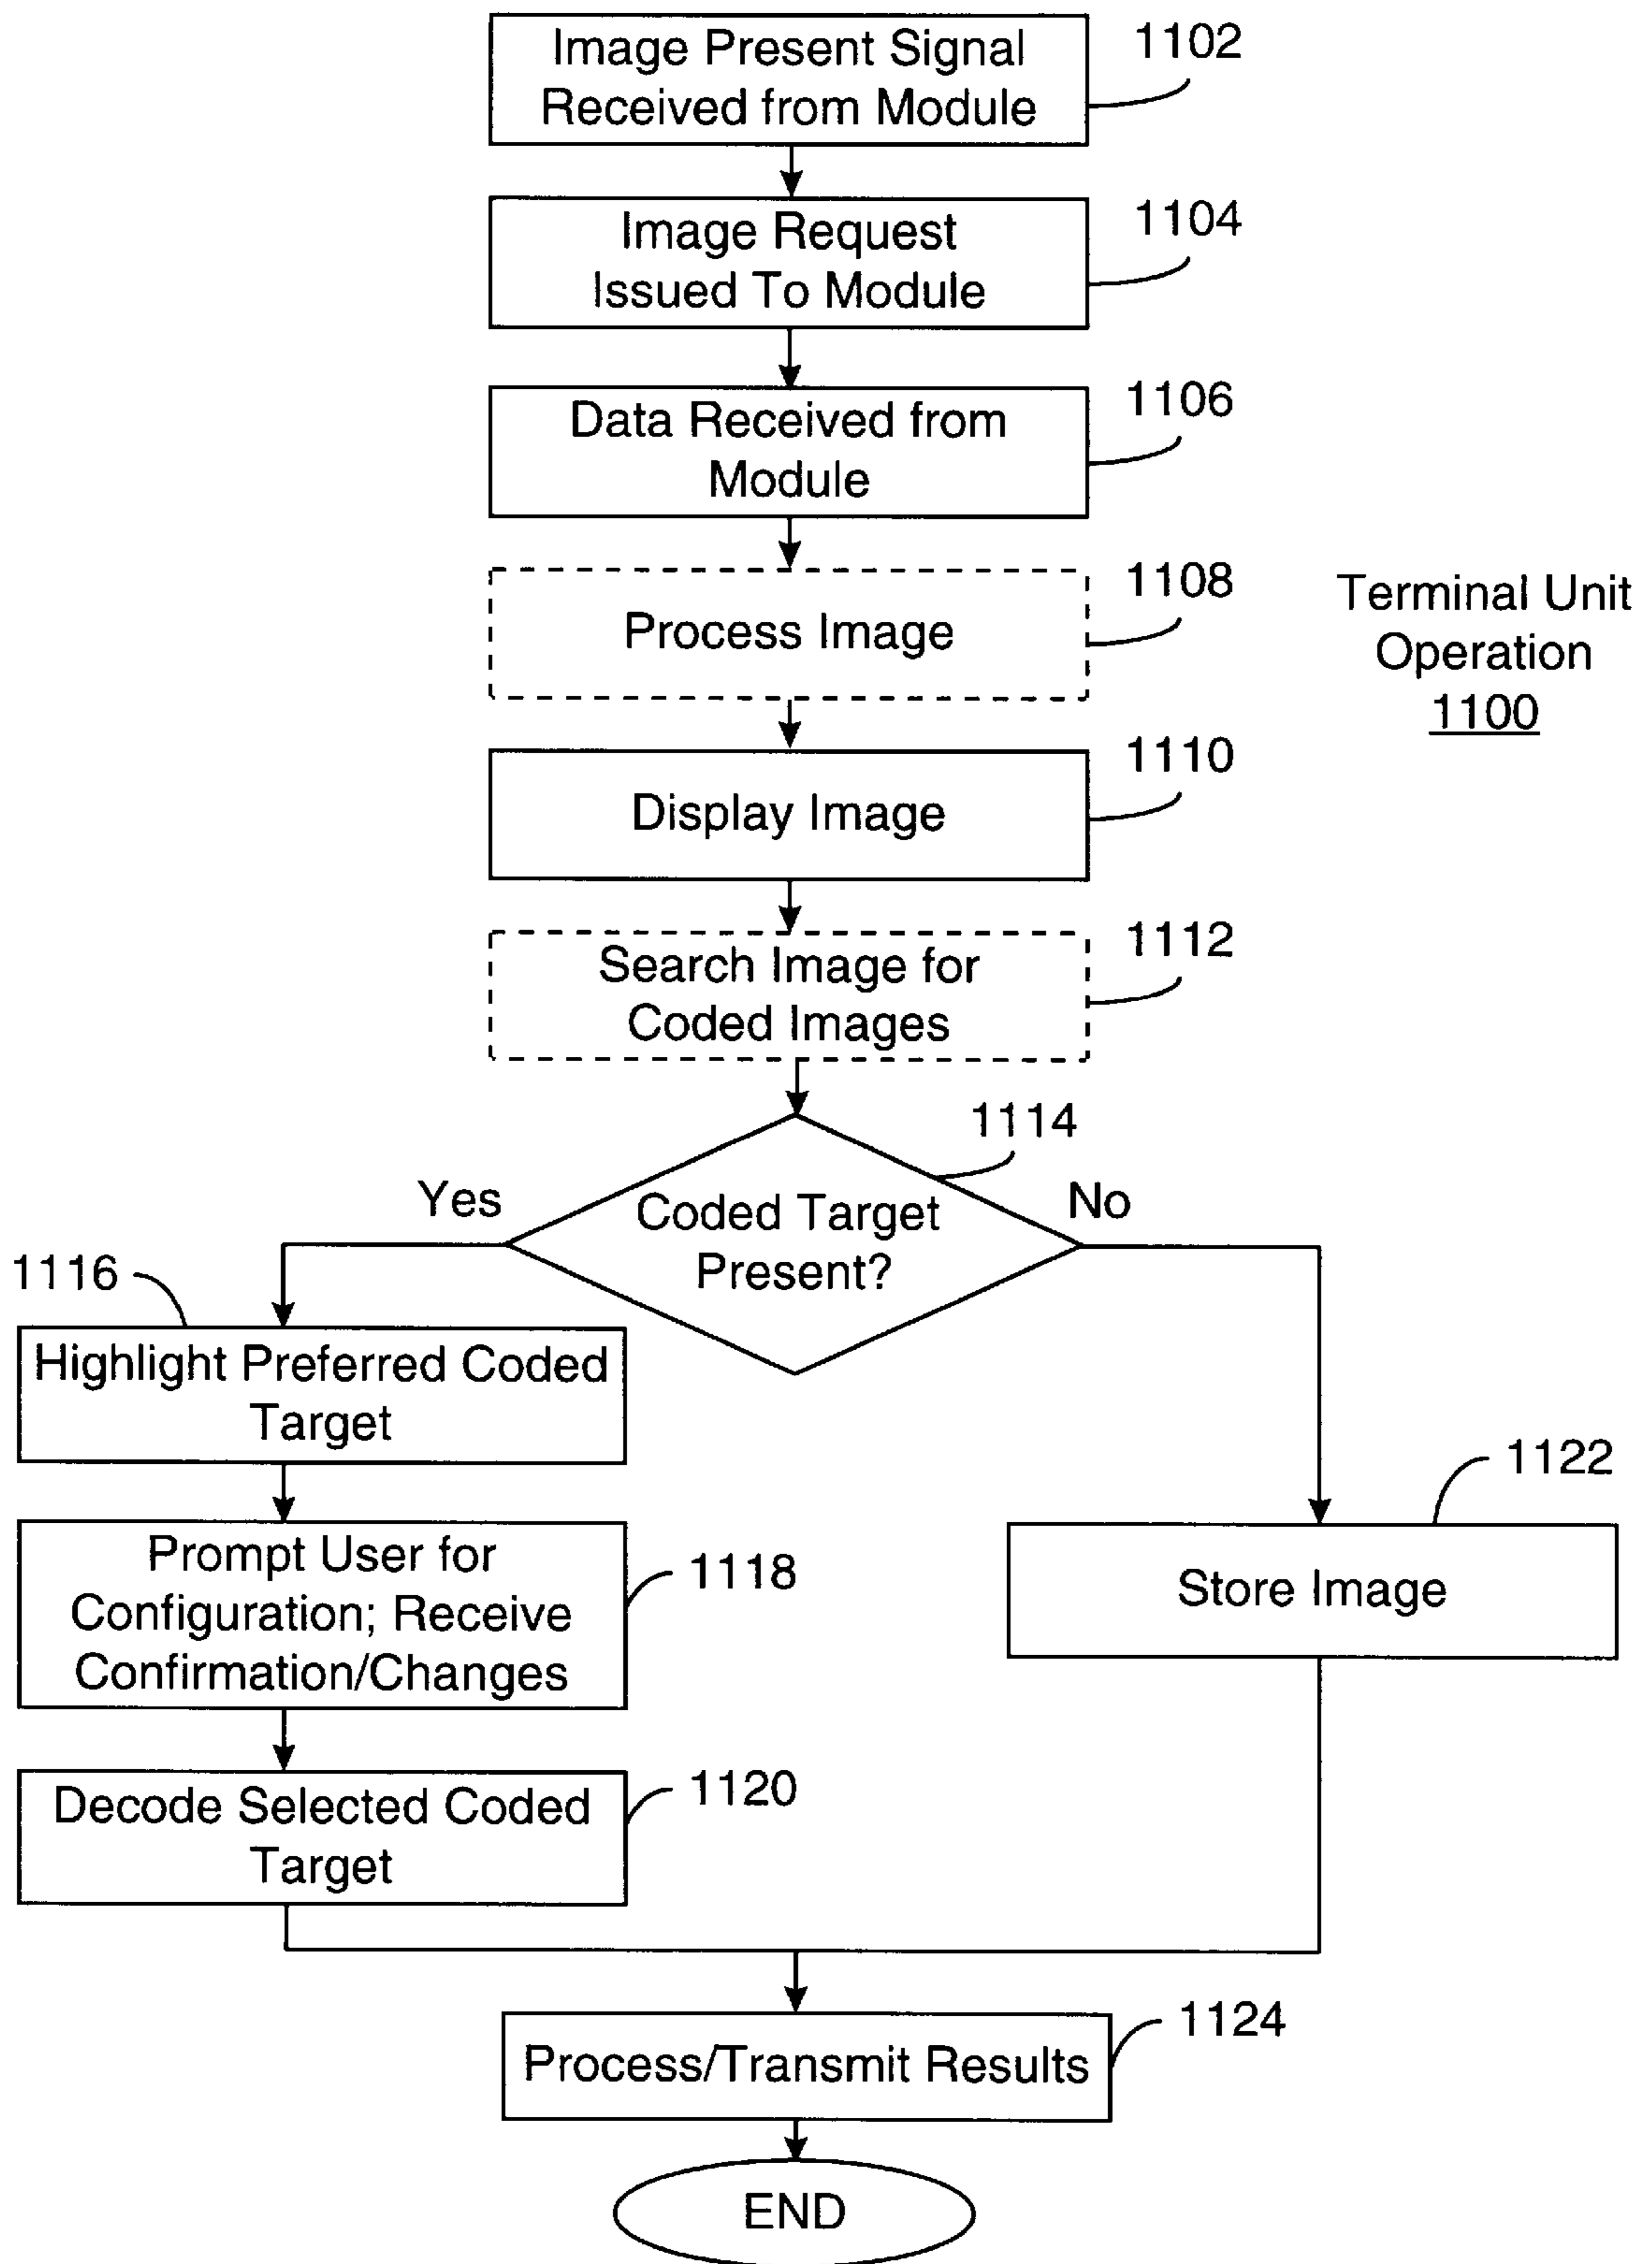 Image Present Signal
Received from Module
1102
Image Request
Issued To Module
1104
Data Received from
Module
1106
Process Image
1108
Terminal Unit
Operation
1100
Display Image
1110
Search Image for
Coded Images
1112
1114
Coded Target
Present?
Yes
No
1116
Highlight Preferred Coded
Target
Prompt User for
Configuration; Receive
Confirmation/Changes
1118
1122
Store Image
Decode Selected Coded
Target
1120
Process/Transmit Results
1124
END